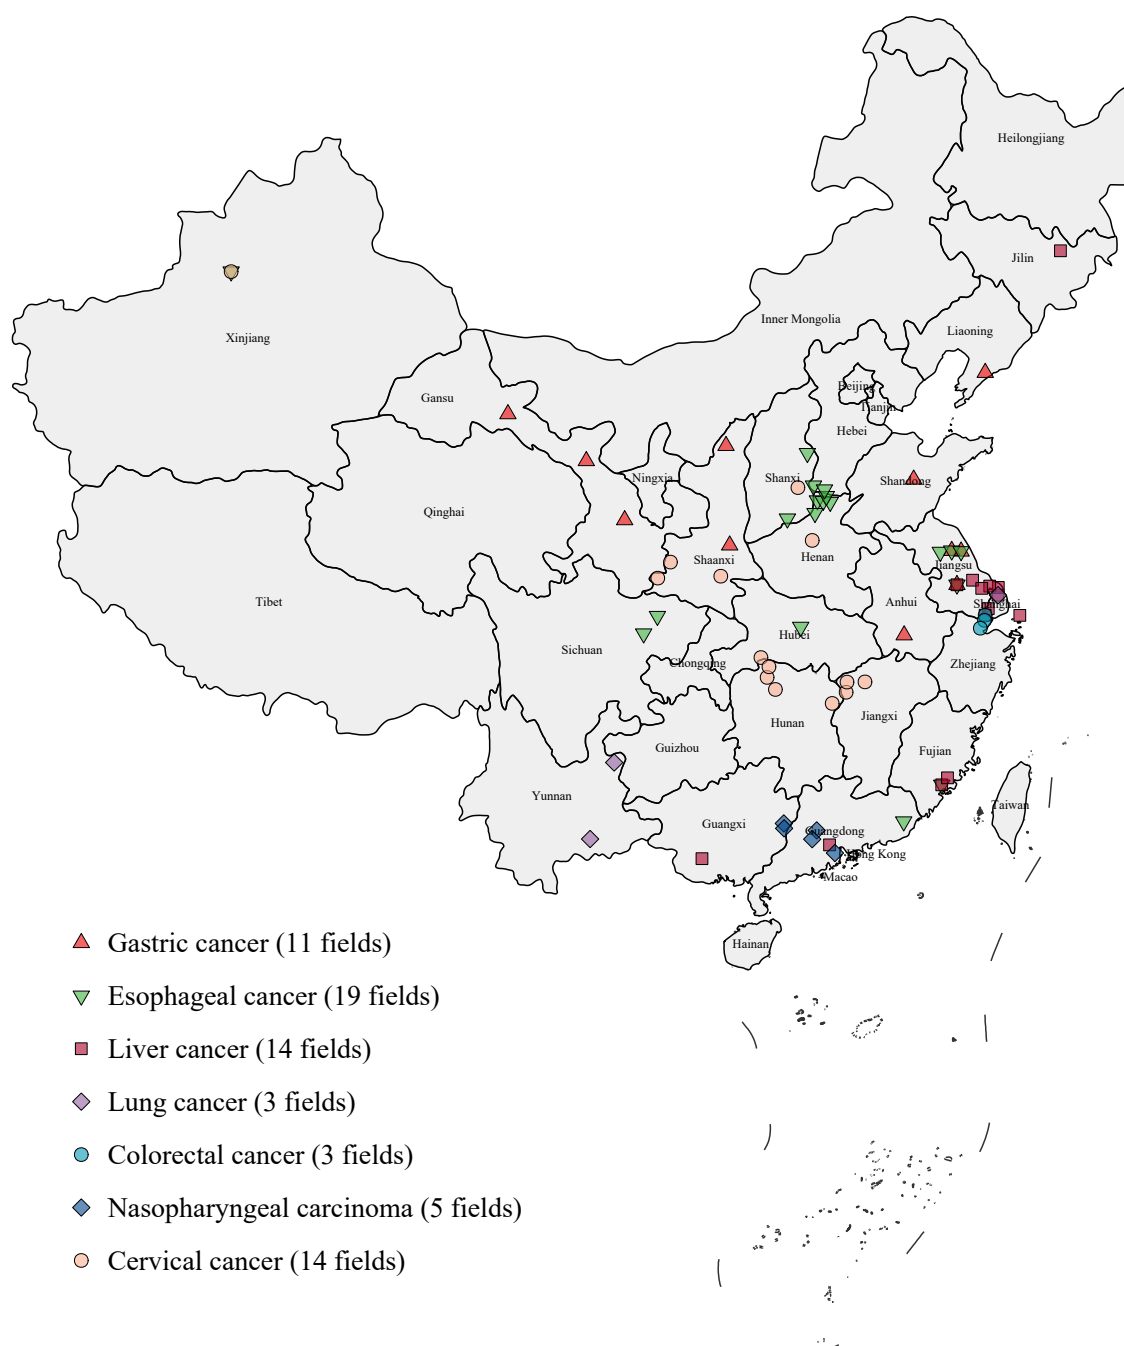 Heilongjiang
Jilin
Inner Mongolia
Liaoning
Xinjiang
Beijing
Gansu
Tianjin
Hebei
Shanxi
Ningxia
Shandong
Qinghai
Henan
Shaanxi
Jiangsu
Tibet
Anhui
Shanghai
Hubei
Sichuan
Chongqing
Zhejiang
Jiangxi
Hunan
Guizhou
Fujian
Yunnan
Taiwan
Guangxi
Guangdong
Hong Kong
Macao
Hainan
Gastric cancer (11 fields)
Esophageal cancer (19 fields)
Liver cancer (14 fields)
Lung cancer (3 fields)
Colorectal cancer (3 fields)
Nasopharyngeal carcinoma (5 fields)
Cervical cancer (14 fields)